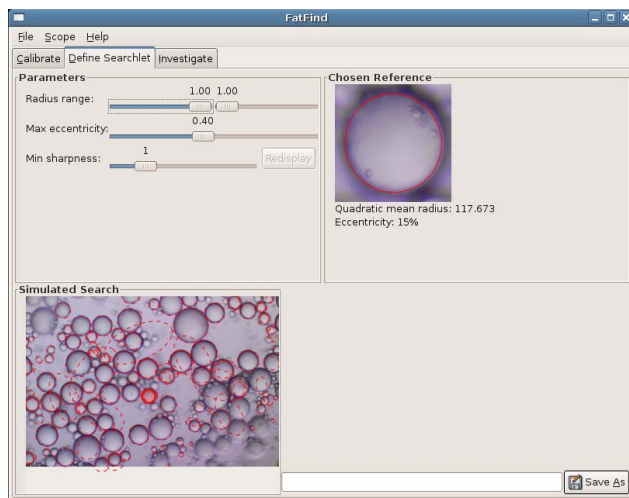 FatFind
File Scope Help
Calibrate Define Searchlet Investigate
Parameters
Radius range: 1.00 1.00
Max eccentricity: 0.40
Min sharpness: 1 Redisplay
Chosen Reference
Quadratic mean radius: 117.673
Eccentricity: 15%
Simulated Search
Save As